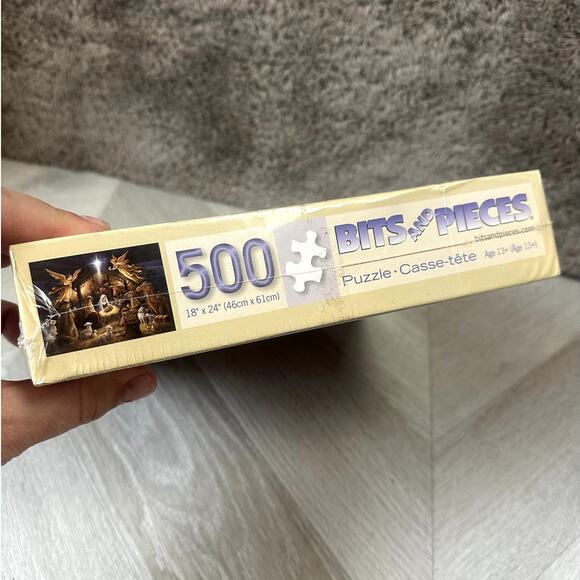 500
18" x 24" (46cm x 61cm)
BITS AND PIECES
bitsandpieces.com
Puzzle • Casse-tête
Age 13+ (Âge 13+)